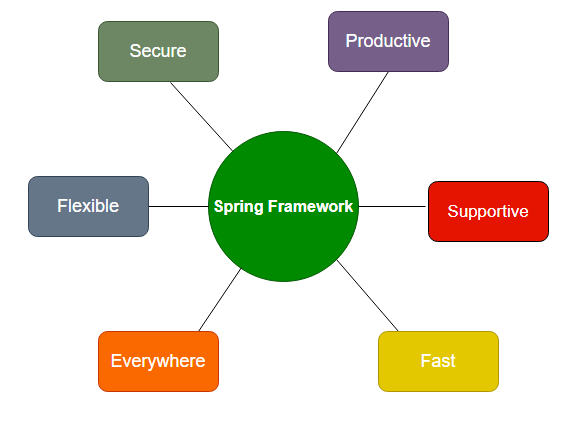 Secure
Productive
Flexible
Spring Framework
Supportive
Everywhere
Fast